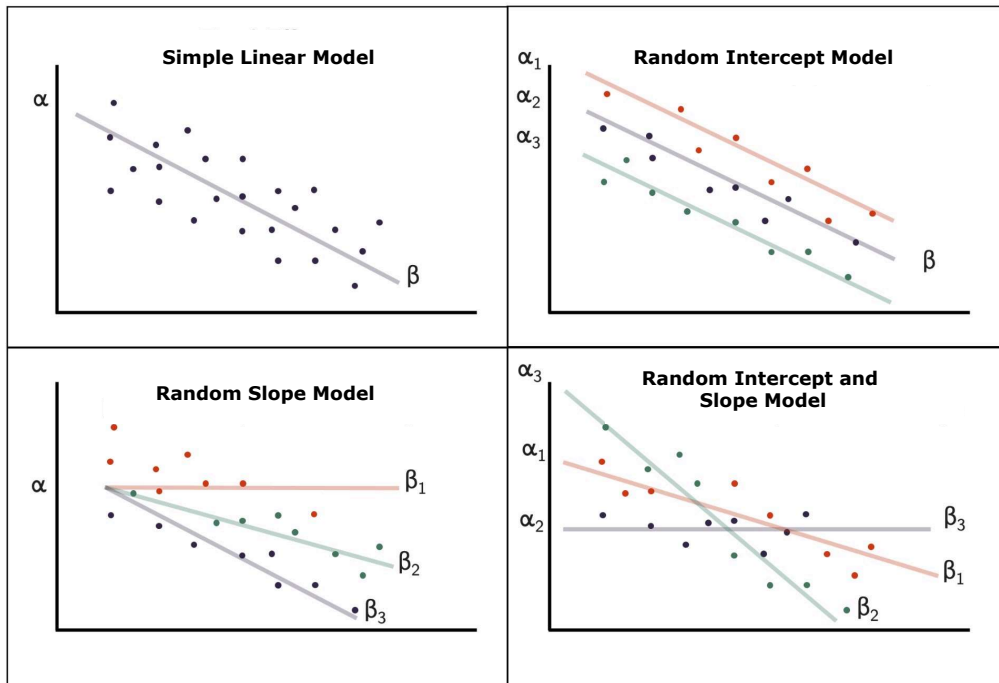 Simple Linear Model
α
β
Random Intercept Model
α₁
α₂
α₃
β
Random Slope Model
α
β₁
β₂
β₃
Random Intercept and
Slope Model
α₃
α₁
α₂
β₃
β₁
β₂